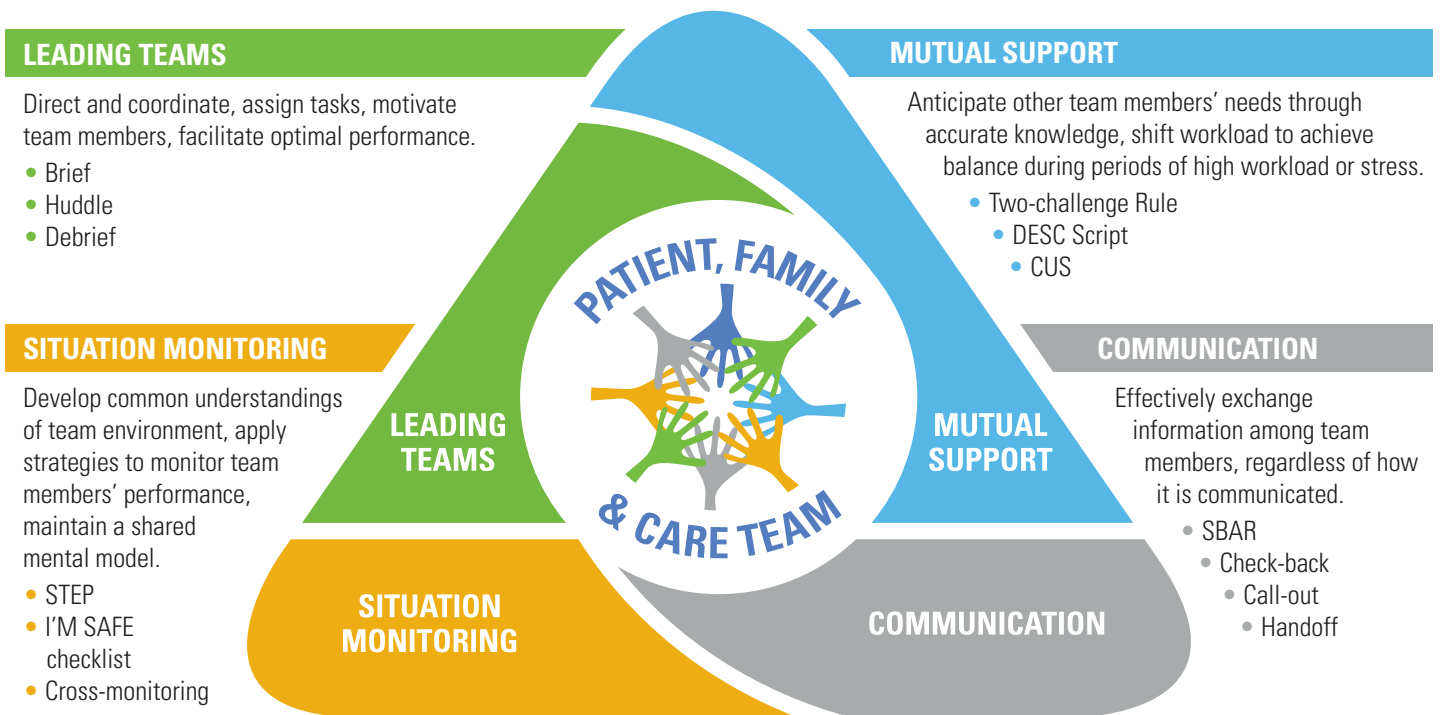 LEADING TEAMS
Direct and coordinate, assign tasks, motivate
team members, facilitate optimal performance.
• Brief
• Huddle
• Debrief
MUTUAL SUPPORT
Anticipate other team members’ needs through
accurate knowledge, shift workload to achieve
balance during periods of high workload or stress.
• Two-challenge Rule
• DESC Script
• CUS
SITUATION MONITORING
Develop common understandings
of team environment, apply
strategies to monitor team
members’ performance,
maintain a shared
mental model.
• STEP
• I’M SAFE
checklist
• Cross-monitoring
COMMUNICATION
Effectively exchange
information among team
members, regardless of how
it is communicated.
• SBAR
• Check-back
• Call-out
• Handoff
PATIENT, FAMILY
& CARE TEAM
LEADING
TEAMS
MUTUAL
SUPPORT
SITUATION
MONITORING
COMMUNICATION